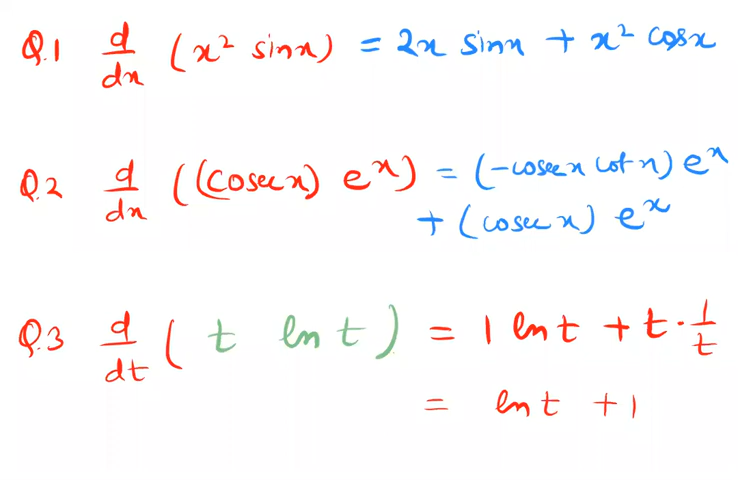 Q.1 d/dx (x² sinx) = 2x sinx + x² cosx
Q.2 d/dx ((cosecx) eˣ) = (-cosecx cotx) eˣ
+ (cosecx) eˣ
Q.3 d/dt ( t ln t ) = 1 ln t + t · 1/t
= ln t + 1